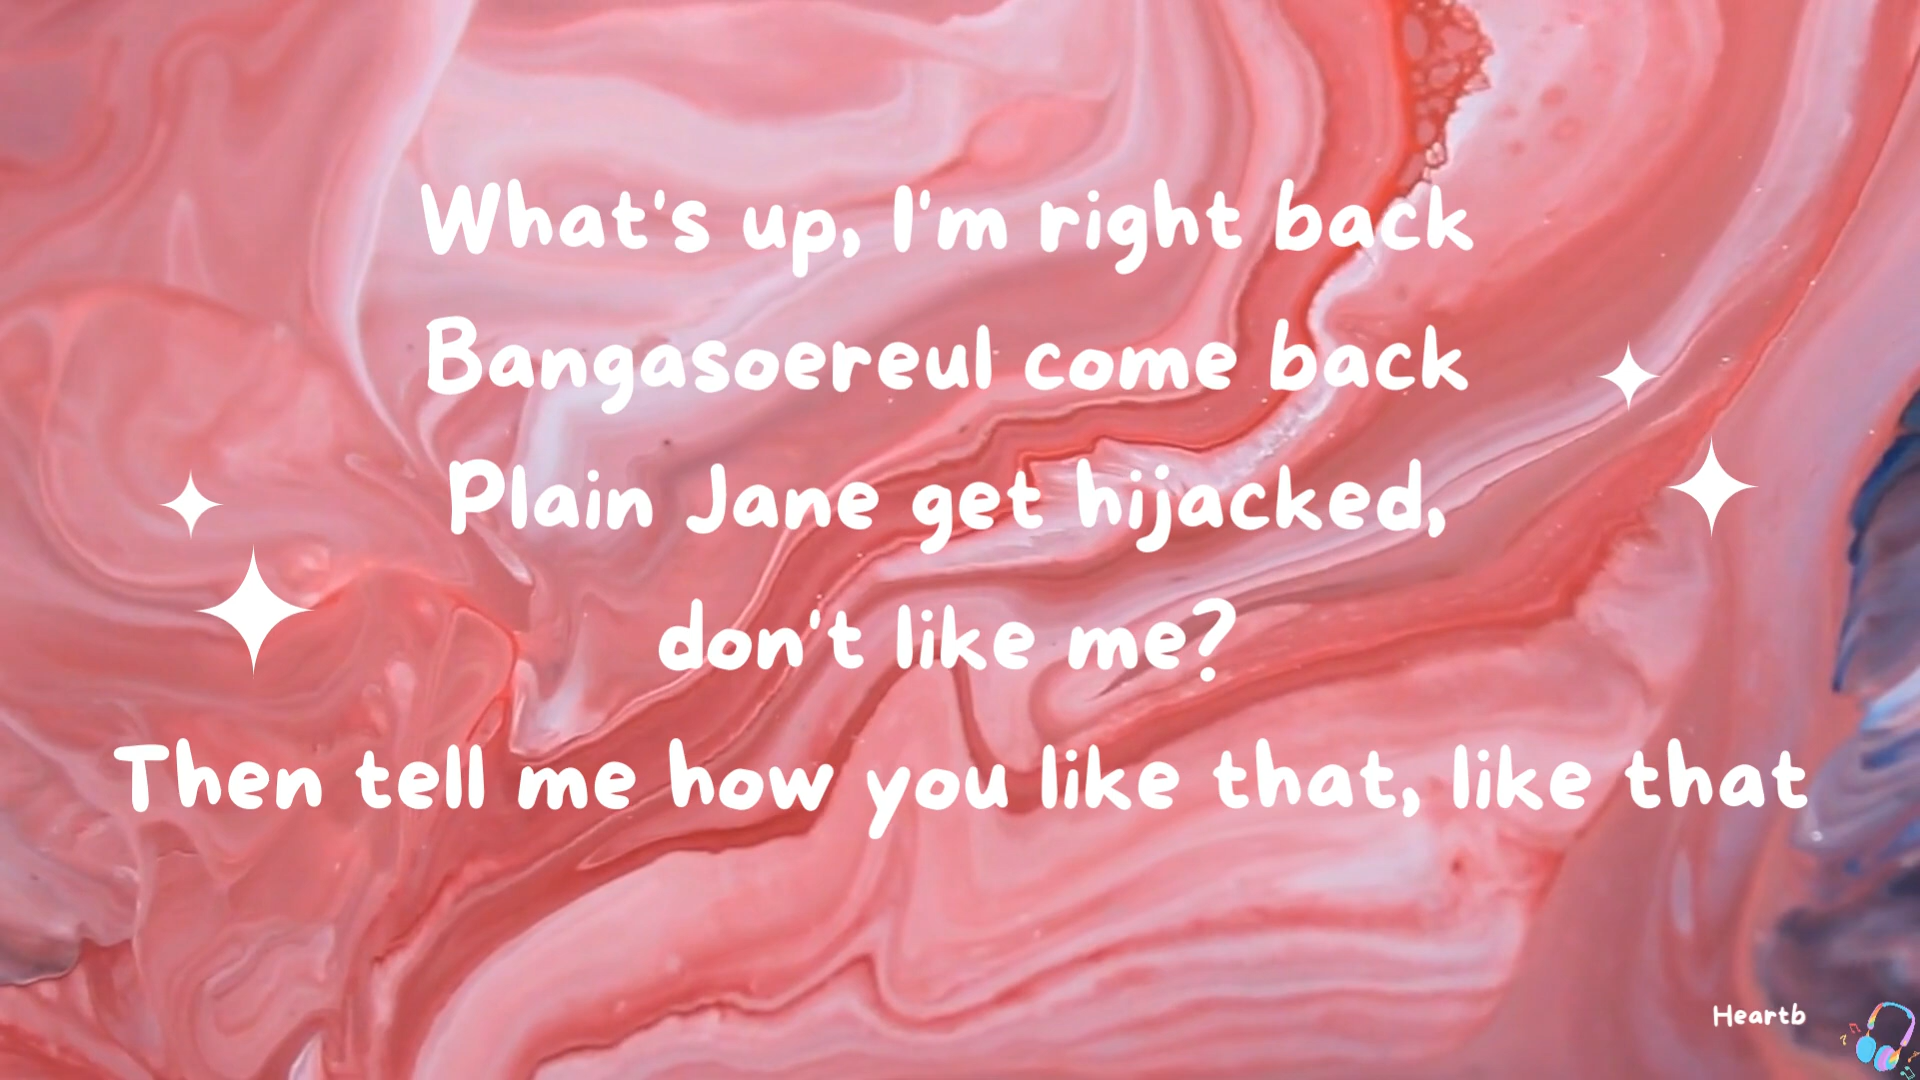 What's up, I'm right back
Bangasoereul come back
Plain Jane get hijacked,
don't like me?
Then tell me how you like that, like that
Heartb